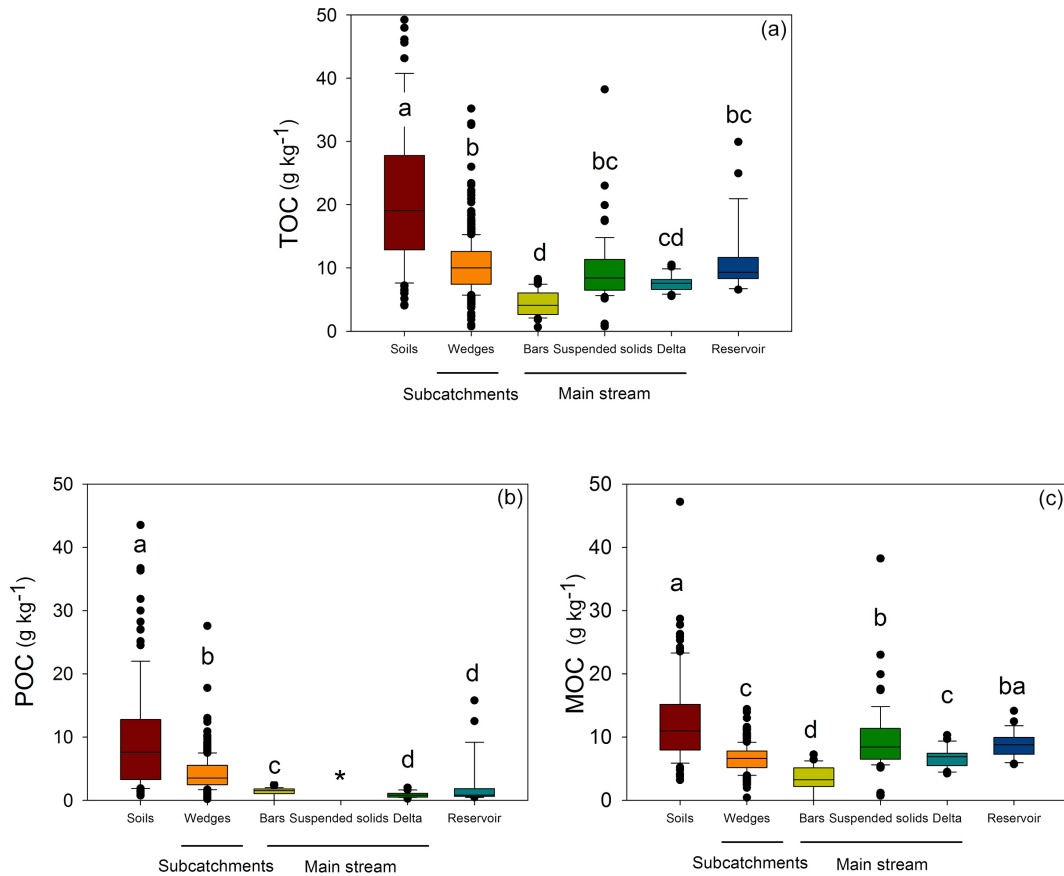 (a)
50
40
30
20
10
0
TOC (g kg-1)
a
b
d
bc
cd
bc
Soils Wedges Bars Suspended solids Delta Reservoir
Subcatchments Main stream
(b)
50
40
30
20
10
0
POC (g kg-1)
a
b
c
*
d
d
Soils Wedges Bars Suspended solids Delta Reservoir
Subcatchments Main stream
(c)
50
40
30
20
10
0
MOC (g kg-1)
a
c
d
b
c
ba
Soils Wedges Bars Suspended solids Delta Reservoir
Subcatchments Main stream